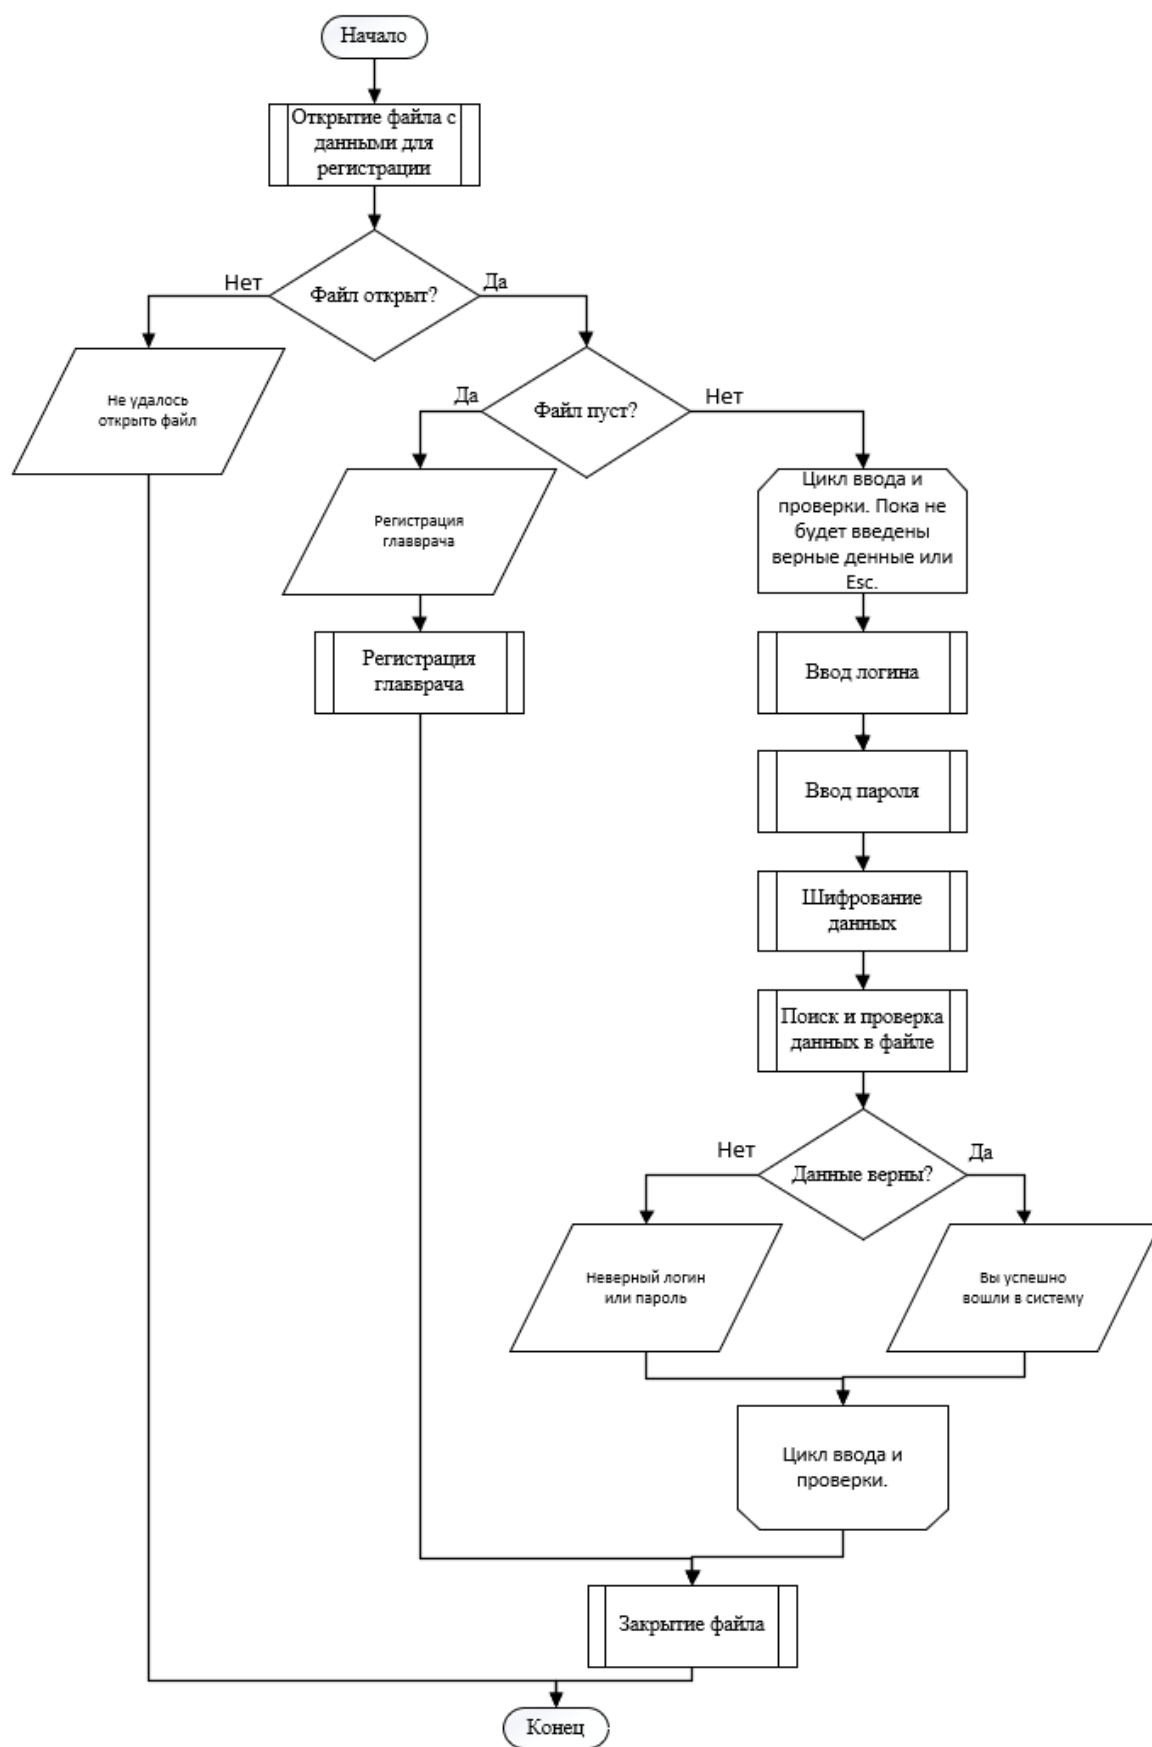 Начало
Открытие файла с
данными для
регистрации
Нет
Да
Файл открыт?
Не удалось
открыть файл
Да
Нет
Файл пуст?
Регистрация
главврача
Цикл ввода и
проверки. Пока не
будет введены
верные денные или
Esc.
Регистрация
главврача
Ввод логина
Ввод пароля
Шифрование
данных
Поиск и проверка
данных в файле
Нет
Да
Данные верны?
Неверный логин
или пароль
Вы успешно
вошли в систему
Цикл ввода и
проверки.
Закрытие файла
Конец